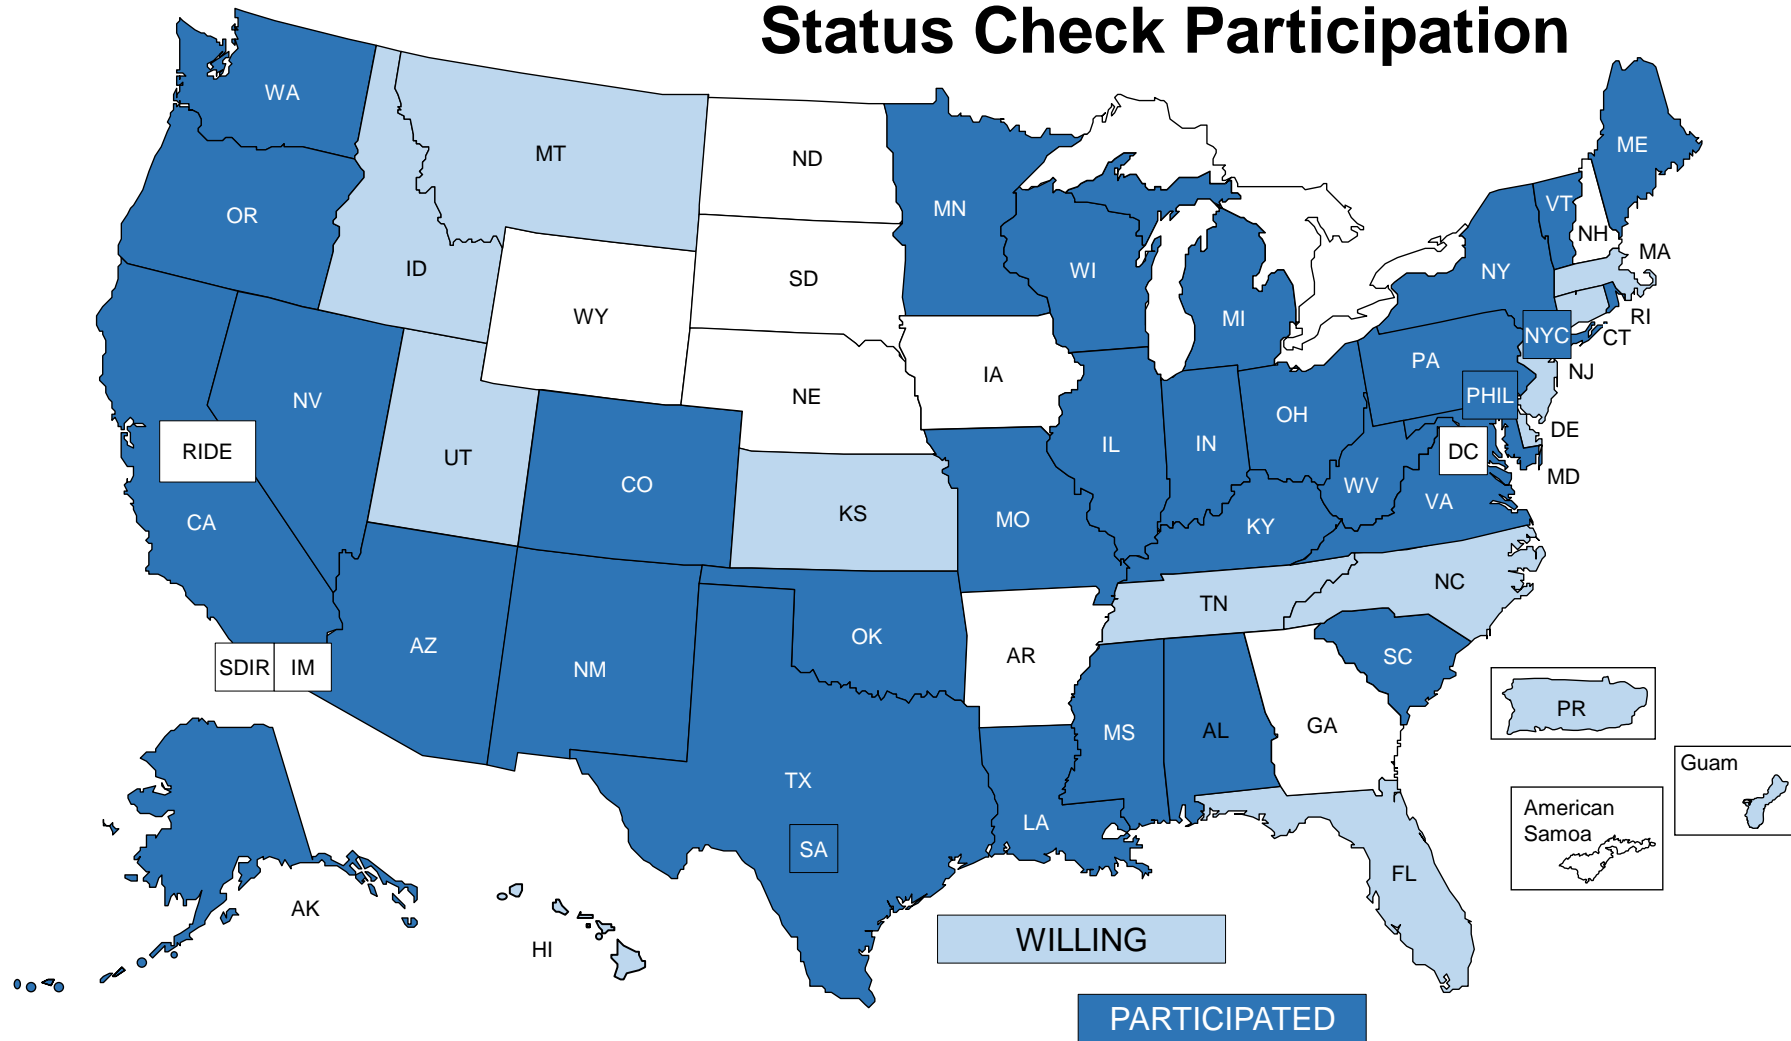 Status Check Participation
WA
MT
ND
MN
ME
VT
NH
MA
OR
ID
SD
WI
NY
WY
MI
RI
NYC
CT
IA
PA
NJ
NV
NE
PHIL
OH
DE
RIDE
UT
IL
IN
DC
MD
CO
WV
VA
CA
KS
MO
KY
TN
NC
AZ
OK
AR
SC
SDIR
IM
NM
PR
MS
AL
GA
Guam
TX
American
Samoa
LA
SA
FL
AK
HI
WILLING
PARTICIPATED